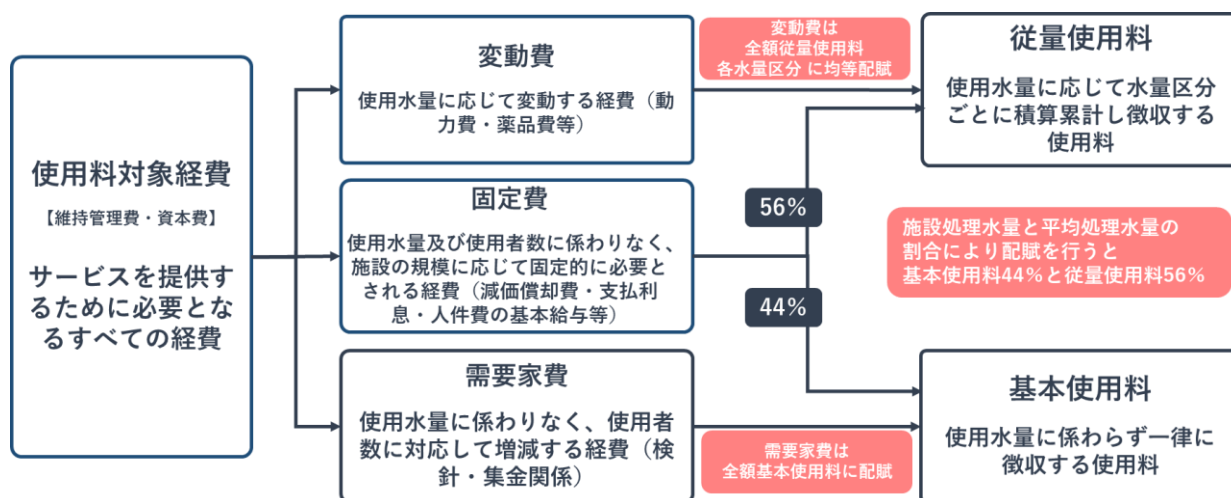 使用料対象経費
【維持管理費・資本費】
サービスを提供す
るために必要とな
るすべての経費
変動費
使用水量に応じて変動する経費（動
力費・薬品費等）
固定費
使用水量及び使用者数に係わりなく、
施設の規模に応じて固定的に必要と
される経費（減価償却費・支払利
息・人件費の基本給与等）
需要家費
使用水量に係わりなく、使用者
数に対応して増減する経費（検
針・集金関係）
変動費は
全額従量使用料
各水量区分 に均等配賦
56%
44%
需要家費は
全額基本使用料に配賦
従量使用料
使用水量に応じて水量区分
ごとに積算累計し徴収する
使用料
施設処理水量と平均処理水量の
割合により配賦を行うと
基本使用料44%と従量使用料56%
基本使用料
使用水量に係わらず一律に
徴収する使用料